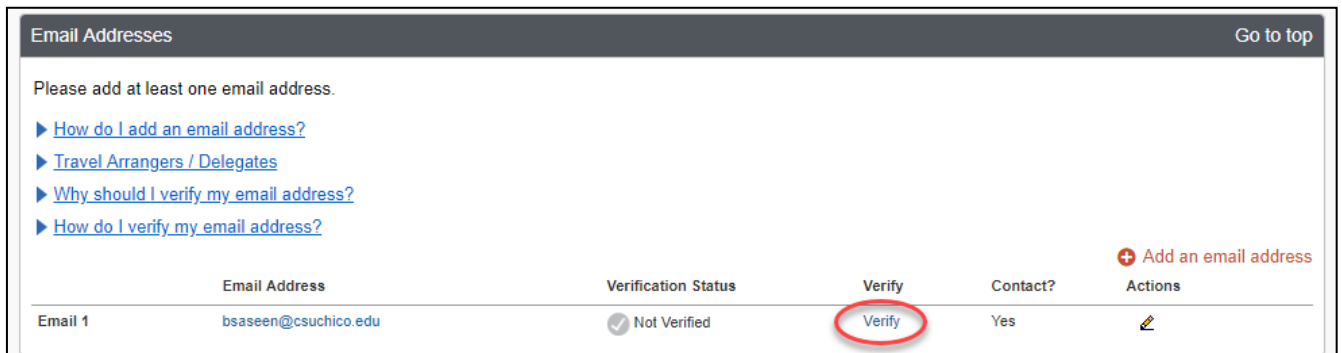 Email Addresses Go to top
Please add at least one email address.
How do I add an email address?
Travel Arrangers / Delegates
Why should I verify my email address?
How do I verify my email address?
Add an email address
Email Address Verification Status Verify Contact? Actions
Email 1 bsaseen@csuchico.edu Not Verified Verify Yes